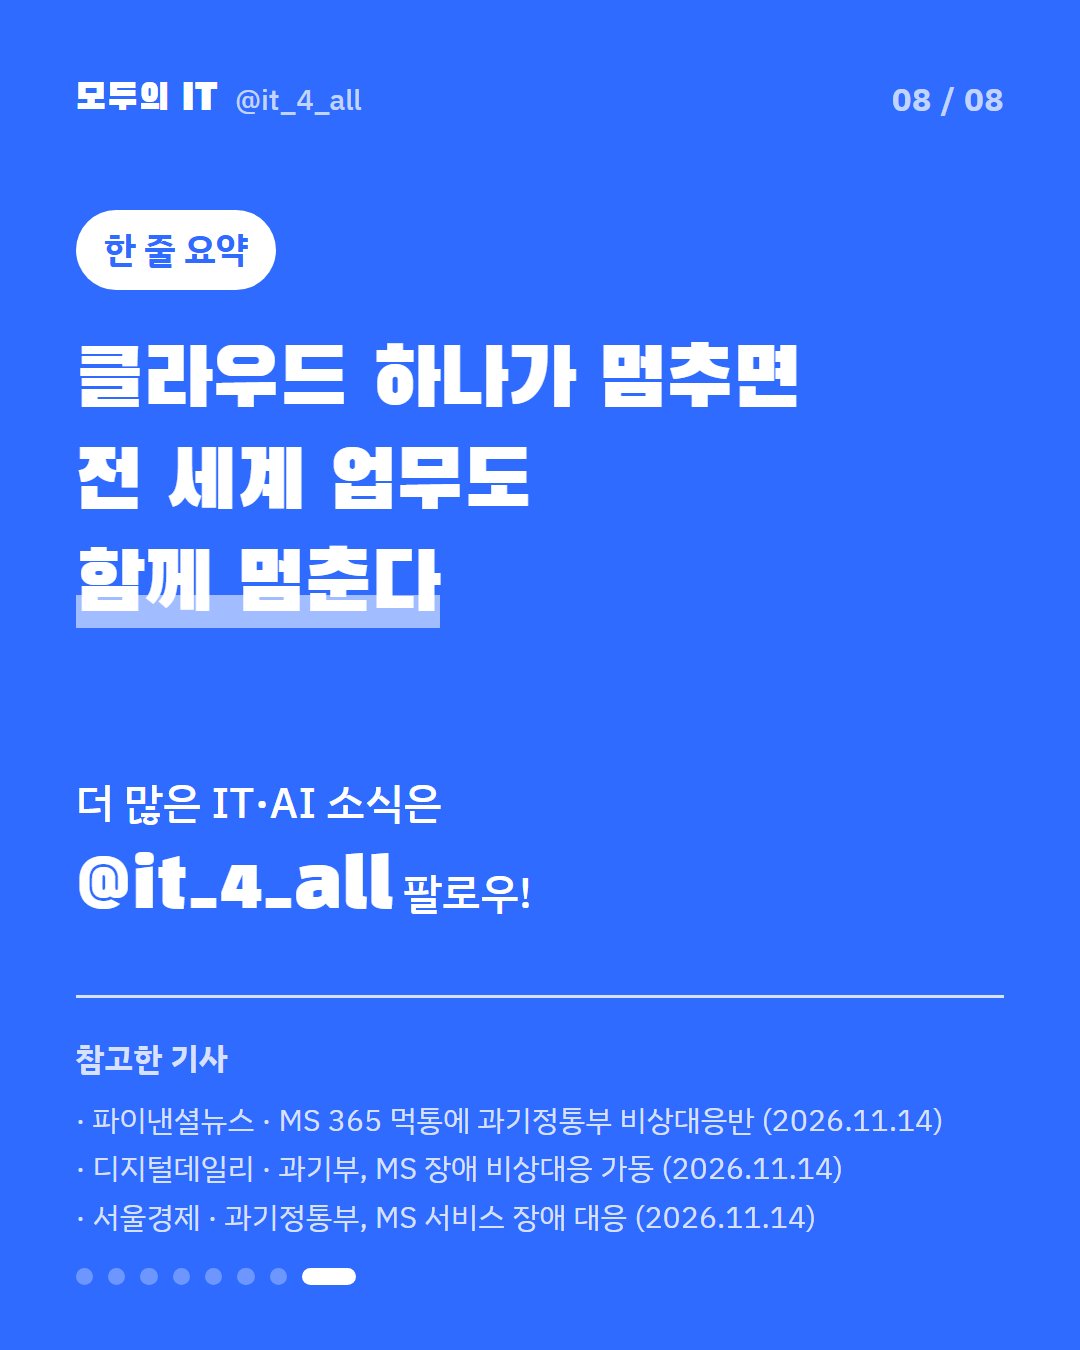 모두의 IT @it_4_all
08 / 08
한 줄 요약
클라우드 하나가 멈추면
전 세계 업무도
함께 멈춘다
더 많은 IT·AI 소식은
@it_4_all 팔로우!
참고한 기사
· 파이낸셜뉴스 · MS 365 먹통에 과기정통부 비상대응반 (2026.11.14)
· 디지털데일리 · 과기부, MS 장애 비상대응 가동 (2026.11.14)
· 서울경제 · 과기정통부, MS 서비스 장애 대응 (2026.11.14)